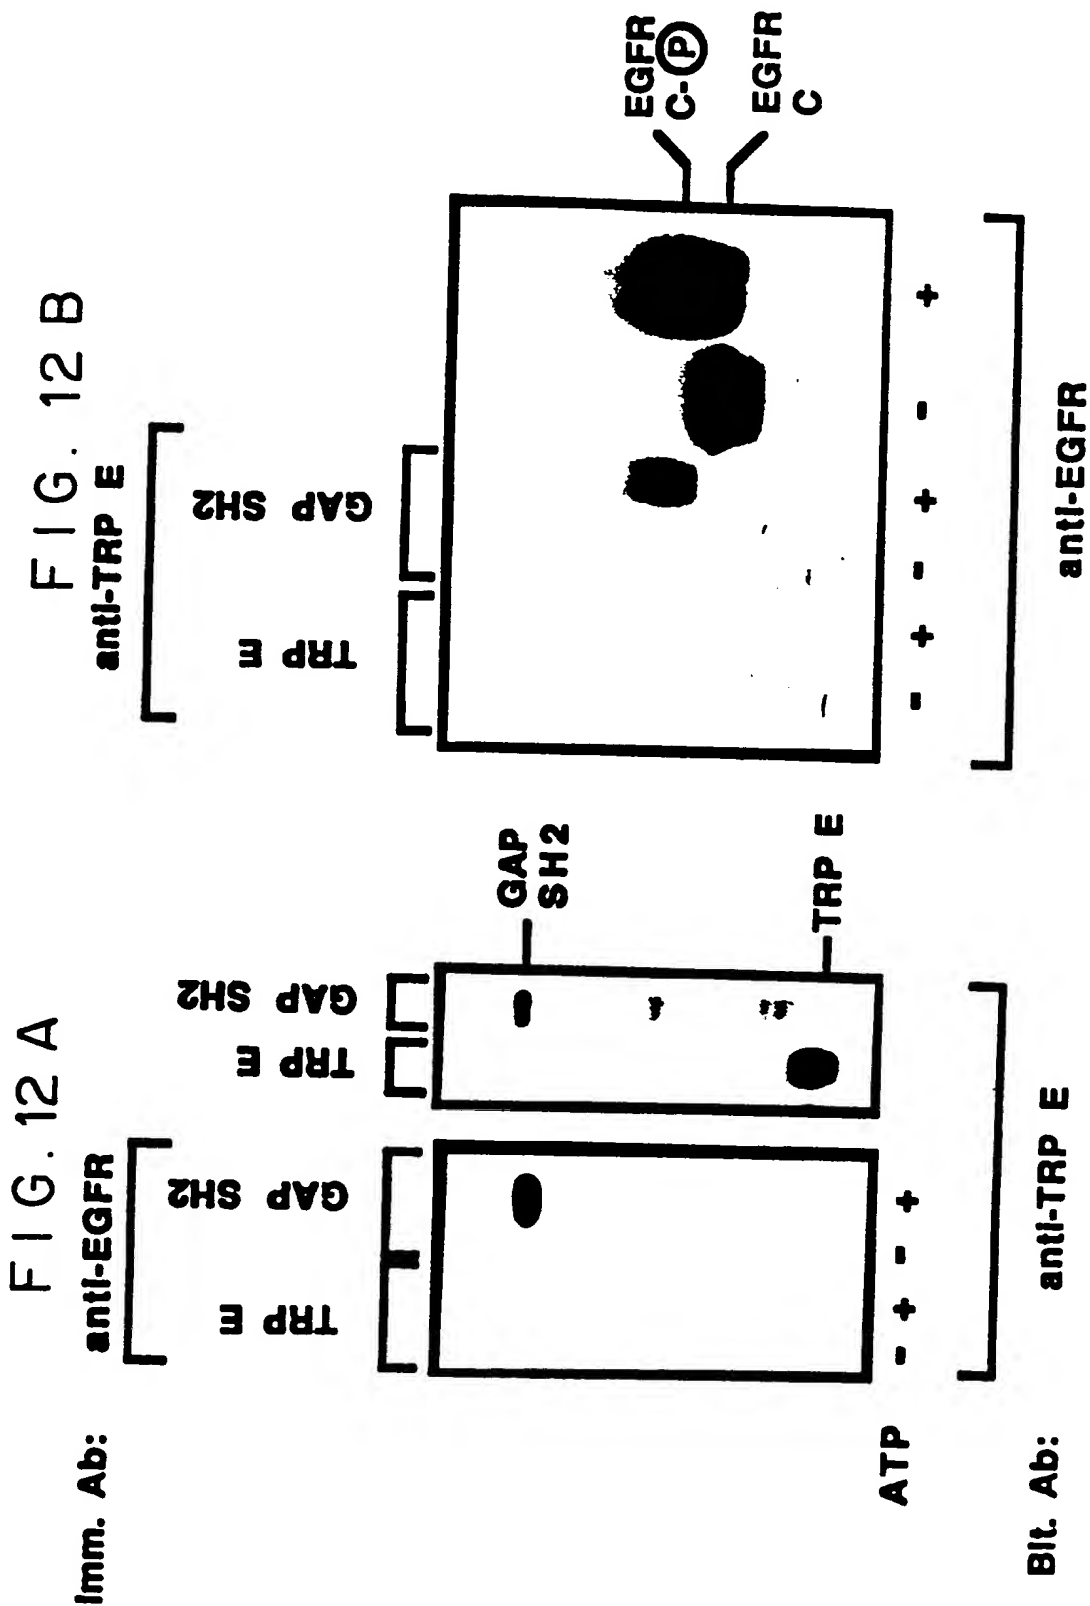 FIG. 12 A
FIG. 12 B
Imm. Ab:
anti-EGFR
anti-TRP E
TRP E
GAP SH2
TRP E
GAP SH2
TRP E
GAP SH2
GAP
SH2
TRP E
EGFR
C-P
EGFR
C
ATP
- + - +
- + - + - +
Blt. Ab:
anti-TRP E
anti-EGFR